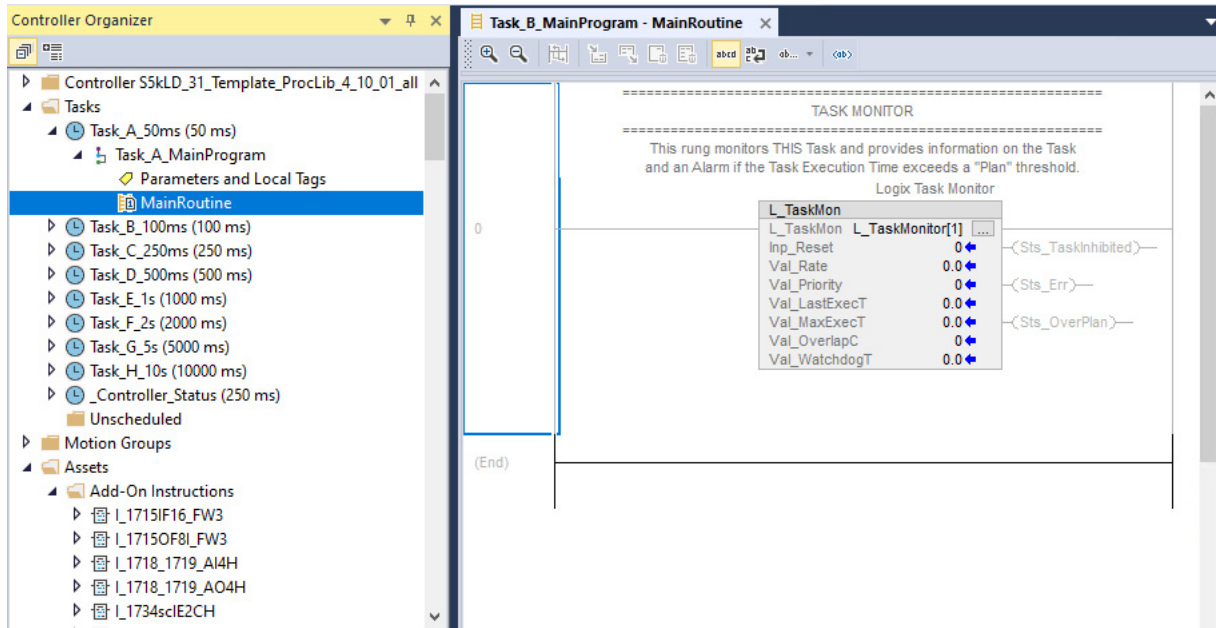 Controller Organizer
Controller S5kLD_31_Template_ProcLib_4_10_01_all
Tasks
Task_A_50ms (50 ms)
Task_A_MainProgram
Parameters and Local Tags
MainRoutine
Task_B_100ms (100 ms)
Task_C_250ms (250 ms)
Task_D_500ms (500 ms)
Task_E_1s (1000 ms)
Task_F_2s (2000 ms)
Task_G_5s (5000 ms)
Task_H_10s (10000 ms)
_Controller_Status (250 ms)
Unscheduled
Motion Groups
Assets
Add-On Instructions
I_1715IF16_FW3
I_1715OF8I_FW3
I_1718_1719_AI4H
I_1718_1719_AO4H
I_1734sclE2CH
Task_B_MainProgram - MainRoutine
abcd ab ab... <ab>
============================================================
TASK MONITOR
============================================================
This rung monitors THIS Task and provides information on the Task
and an Alarm if the Task Execution Time exceeds a "Plan" threshold.
Logix Task Monitor
L_TaskMon
0 L_TaskMon L_TaskMonitor[1] ...
Inp_Reset 0 (Sts_TaskInhibited)
Val_Rate 0.0
Val_Priority 0 (Sts_Err)
Val_LastExecT 0.0
Val_MaxExecT 0.0 (Sts_OverPlan)
Val_OverlapC 0
Val_WatchdogT 0.0
(End)